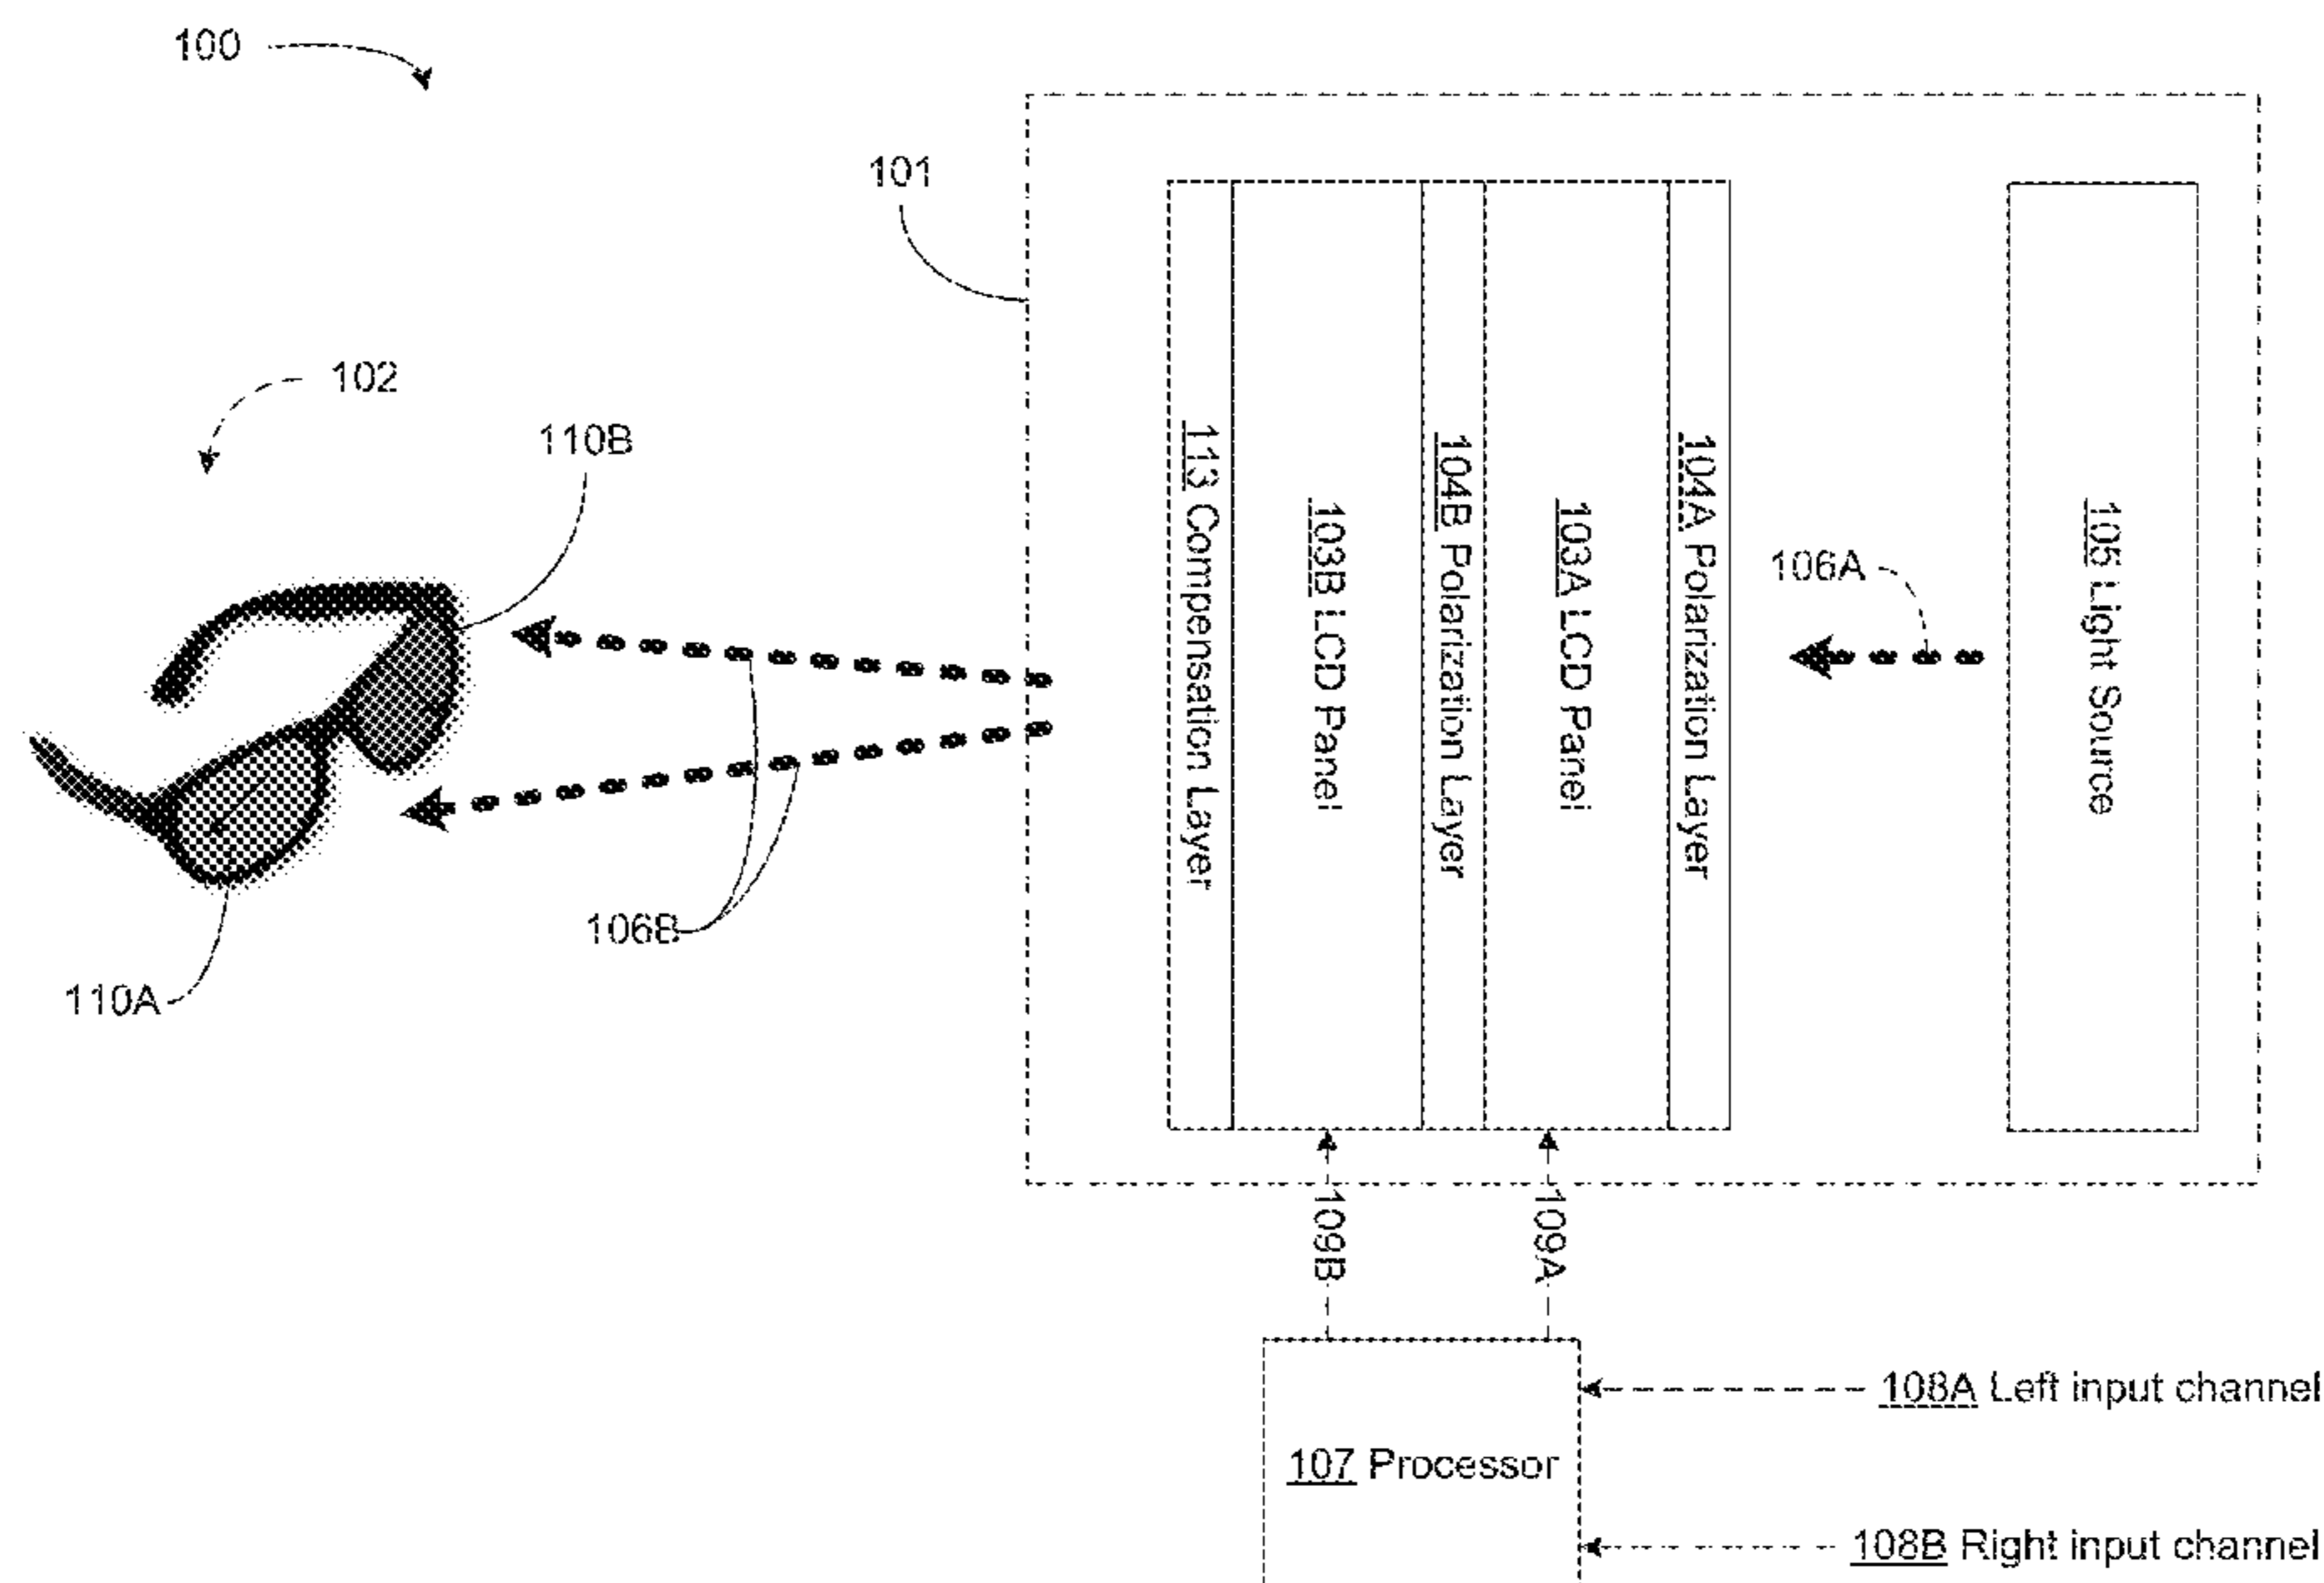 100
101
102
110B
113 Compensation Layer
103B LCD Panel
104B Polarization Layer
103A LCD Panel
104A Polarization Layer
106A
105 Light Source
106B
110A
109B
109A
108A Left input channel
107 Processor
108B Right input channel